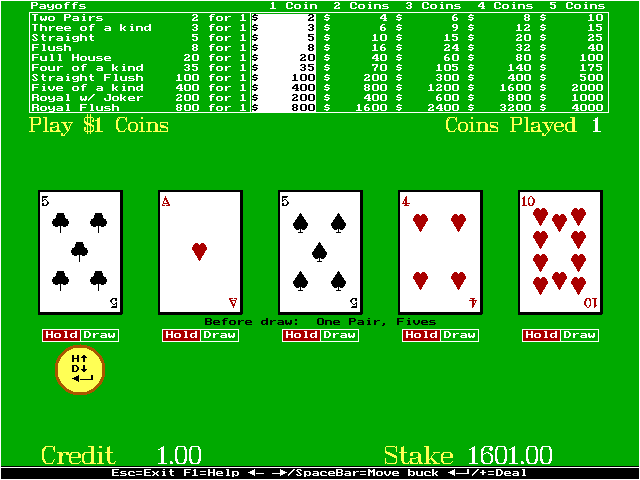 Payoffs 1 Coin 2 Coins 3 Coins 4 Coins 5 Coins
Two Pairs 2 for 1 $ 2 $ 4 $ 6 $ 8 $ 10
Three of a kind 3 for 1 $ 3 $ 6 $ 9 $ 12 $ 15
Straight 5 for 1 $ 5 $ 10 $ 15 $ 20 $ 25
Flush 8 for 1 $ 8 $ 16 $ 24 $ 32 $ 40
Full House 20 for 1 $ 20 $ 40 $ 60 $ 80 $ 100
Four of a kind 35 for 1 $ 35 $ 70 $ 105 $ 140 $ 175
Straight Flush 100 for 1 $ 100 $ 200 $ 300 $ 400 $ 500
Five of a kind 400 for 1 $ 400 $ 800 $ 1200 $ 1600 $ 2000
Royal w/ Joker 200 for 1 $ 200 $ 400 $ 600 $ 800 $ 1000
Royal Flush 800 for 1 $ 800 $ 1600 $ 2400 $ 3200 $ 4000
Play $1 Coins Coins Played 1
5 A 5 4 10
5 A 5 4 10
Before draw: One Pair, Fives
Hold Draw Hold Draw Hold Draw Hold Draw Hold Draw
H↑
D↓
◄─┘
Credit 1.00 Stake 1601.00
Esc=Exit F1=Help ◄─ ─►/SpaceBar=Move buck ◄─┘/+=Deal